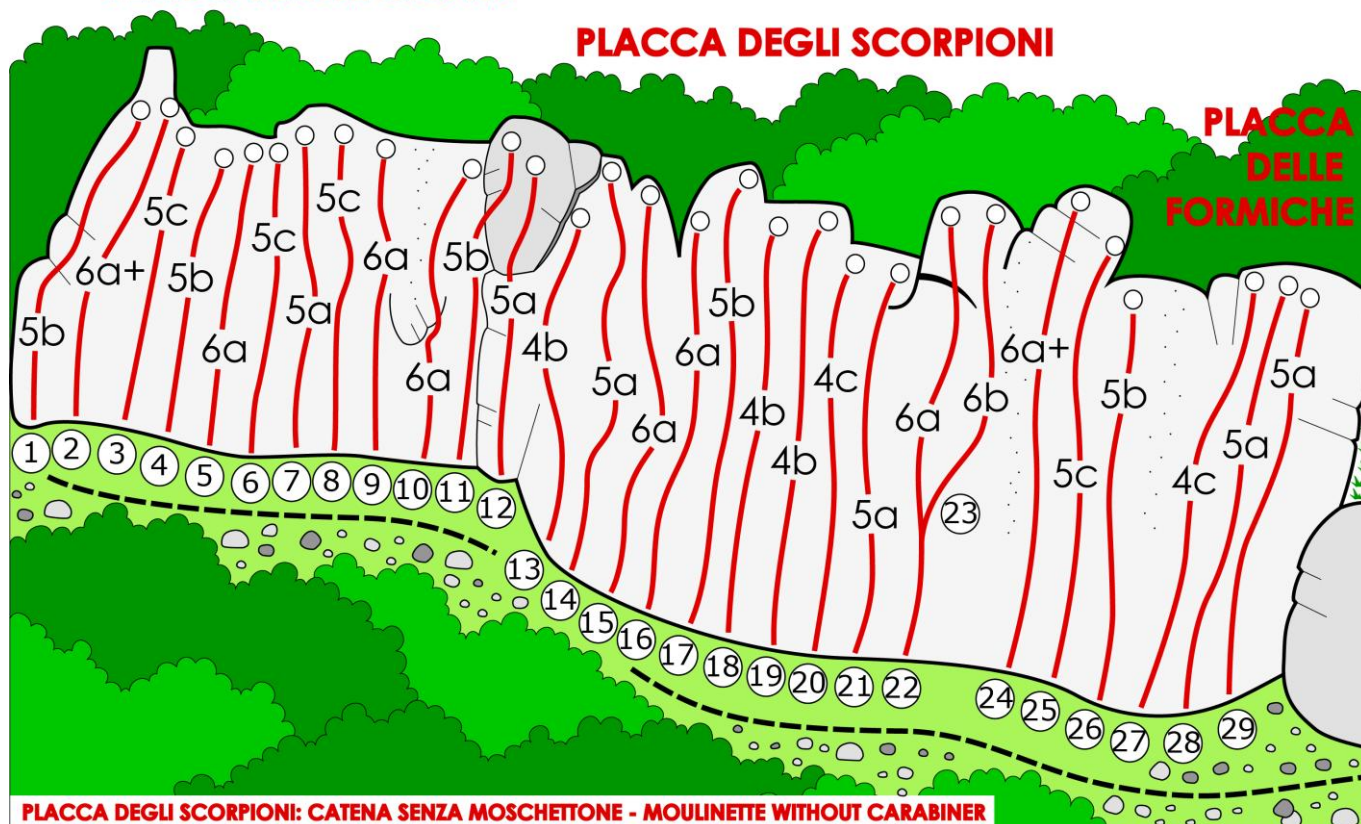 PLACCA DEGLI SCORPIONI
PLACCA
DELLE
FORMICHE
5b
6a+
5c
5b
6a
5c
5a
5c
6a
6a
5b
5a
4b
5a
6a
6a
5b
4b
4b
4c
5a
6a
6b
6a+
5c
5b
4c
5a
5a
1
2
3
4
5
6
7
8
9
10
11
12
13
14
15
16
17
18
19
20
21
22
23
24
25
26
27
28
29
PLACCA DEGLI SCORPIONI: CATENA SENZA MOSCHETTONE - MOULINETTE WITHOUT CARABINER